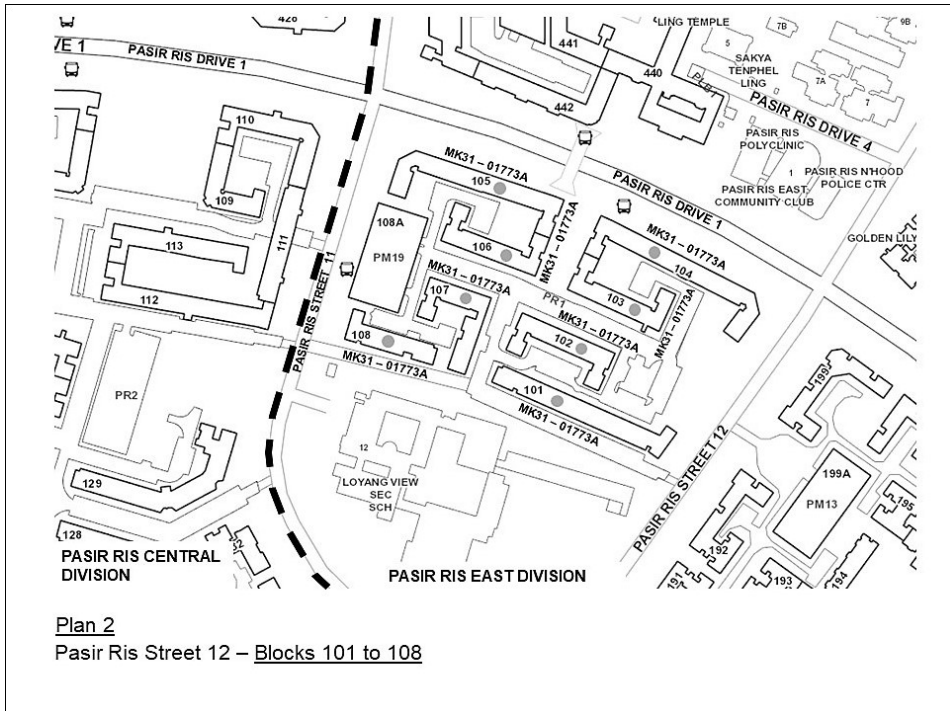 428
LING TEMPLE
7B
9B
VE 1
PASIR RIS DRIVE 1
441
5
SAKYA
TENPHEL
LING
440
7A
7
442
PASIR RIS DRIVE 4
110
PASIR RIS
POLYCLINIC
MK31 – 01773A
105
PASIR RIS DRIVE 1
1
PASIR RIS N'HOOD
POLICE CTR
PASIR RIS EAST
COMMUNITY CLUB
109
108A
MK31 – 01773A
106
MK31 – 01773A
104
GOLDEN LILY
113
111
PM19
MK31 – 01773A
107
PR1
103
MK31 – 01773A
112
PASIR RIS STREET 11
MK31 – 01773A
102
108
MK31 – 01773A
101
MK31 – 01773A
199
PR2
12
LOYANG VIEW
SEC
SCH
PASIR RIS STREET 12
199A
PM13
195
129
128
192
191
193
194
PASIR RIS CENTRAL
DIVISION
PASIR RIS EAST DIVISION
Plan 2
Pasir Ris Street 12 – Blocks 101 to 108